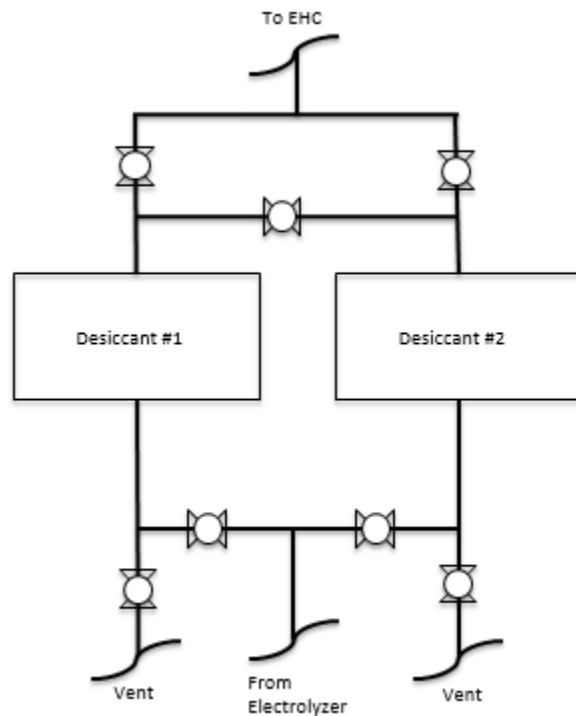 To EHC
Desiccant #1
Desiccant #2
Vent
From
Electrolyzer
Vent